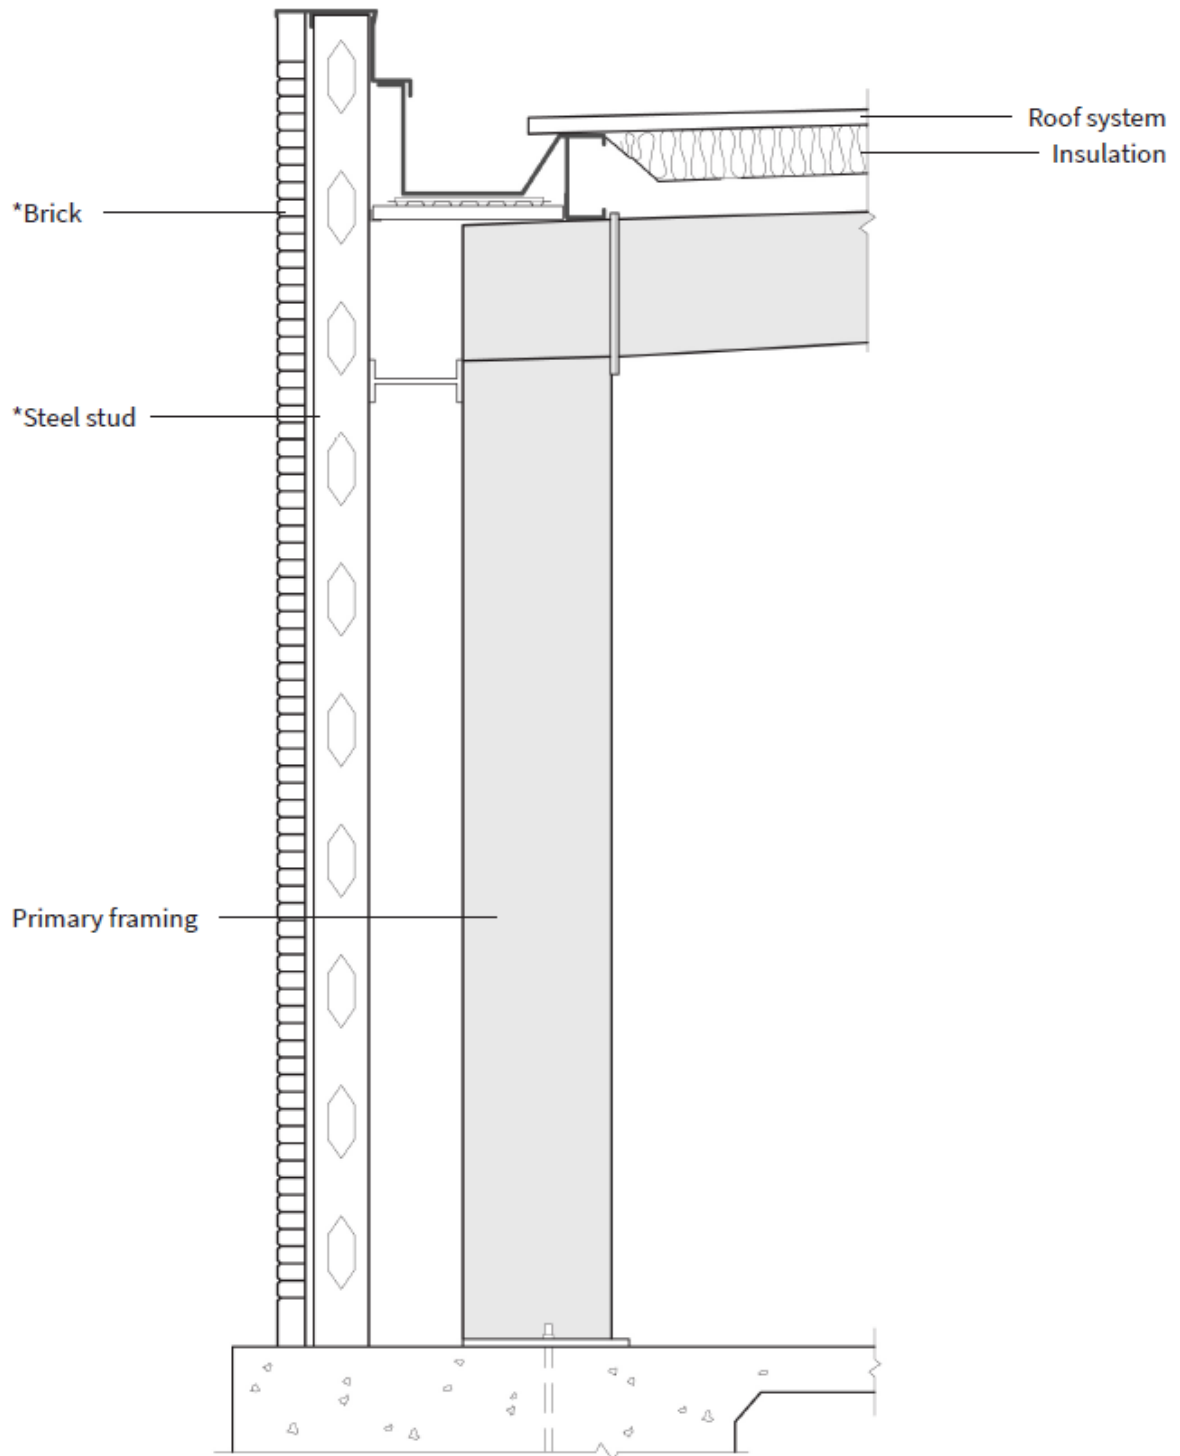 Roof system
Insulation
*Brick
*Steel stud
Primary framing